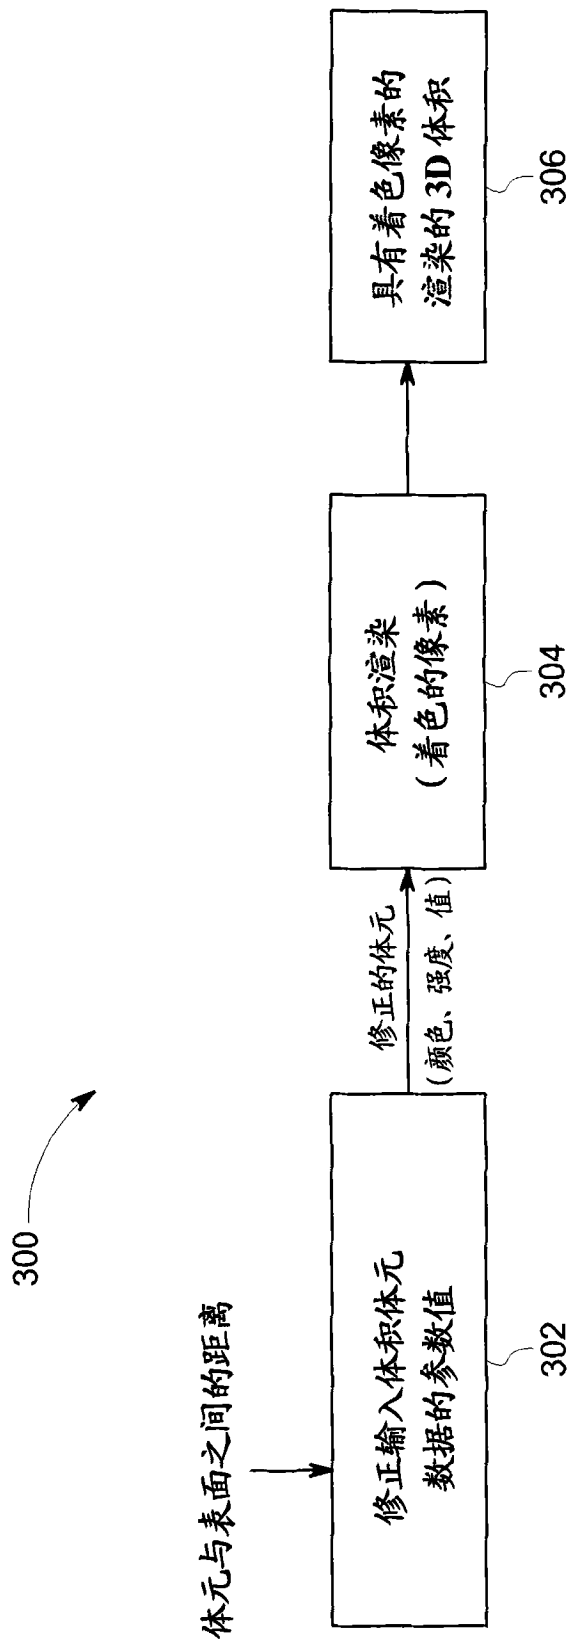 300
体元与表面之间的距离
修正输入体积体元
数据的参数值
302
修正的体元
(颜色、强度、值)
体积渲染
(着色的像素)
304
具有着色像素的
渲染的 3D 体积
306